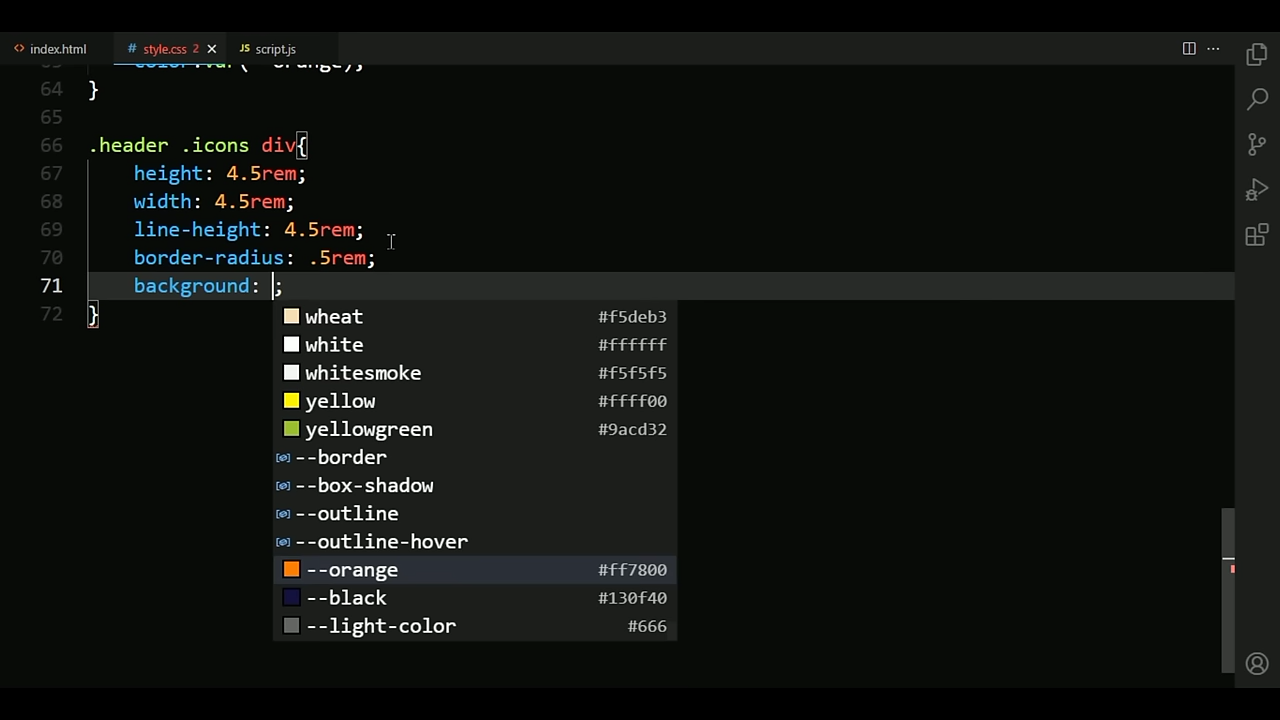 index.html
# style.css 2
JS script.js
color:var(--orange);
64 }
65
66 .header .icons div{
67 height: 4.5rem;
68 width: 4.5rem;
69 line-height: 4.5rem;
70 border-radius: .5rem;
71 background: ;
72 }
wheat #f5deb3
white #ffffff
whitesmoke #f5f5f5
yellow #ffff00
yellowgreen #9acd32
--border
--box-shadow
--outline
--outline-hover
--orange #ff7800
--black #130f40
--light-color #666